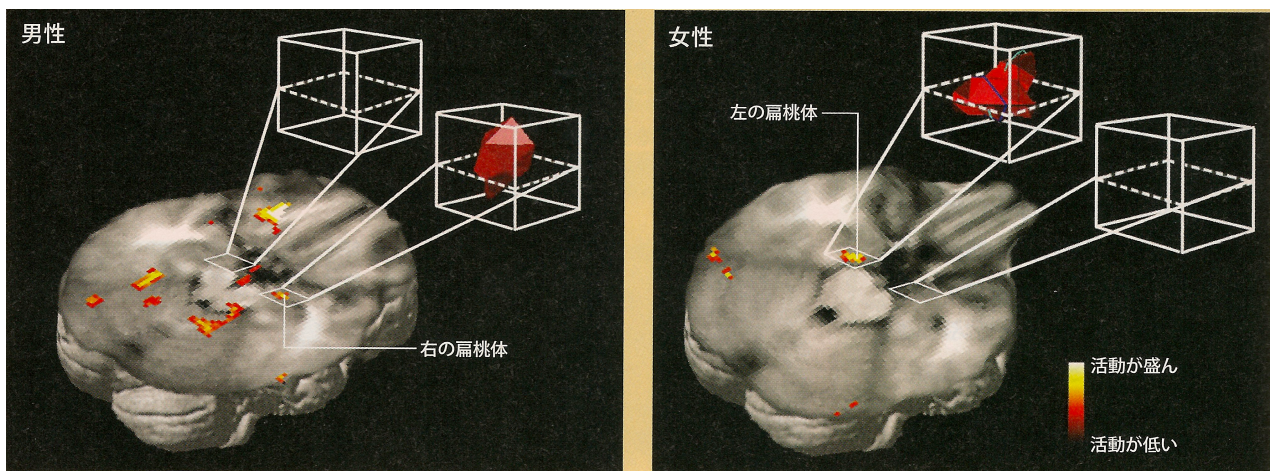 男性
右の扁桃体
女性
左の扁桃体
活動が盛ん
活動が低い